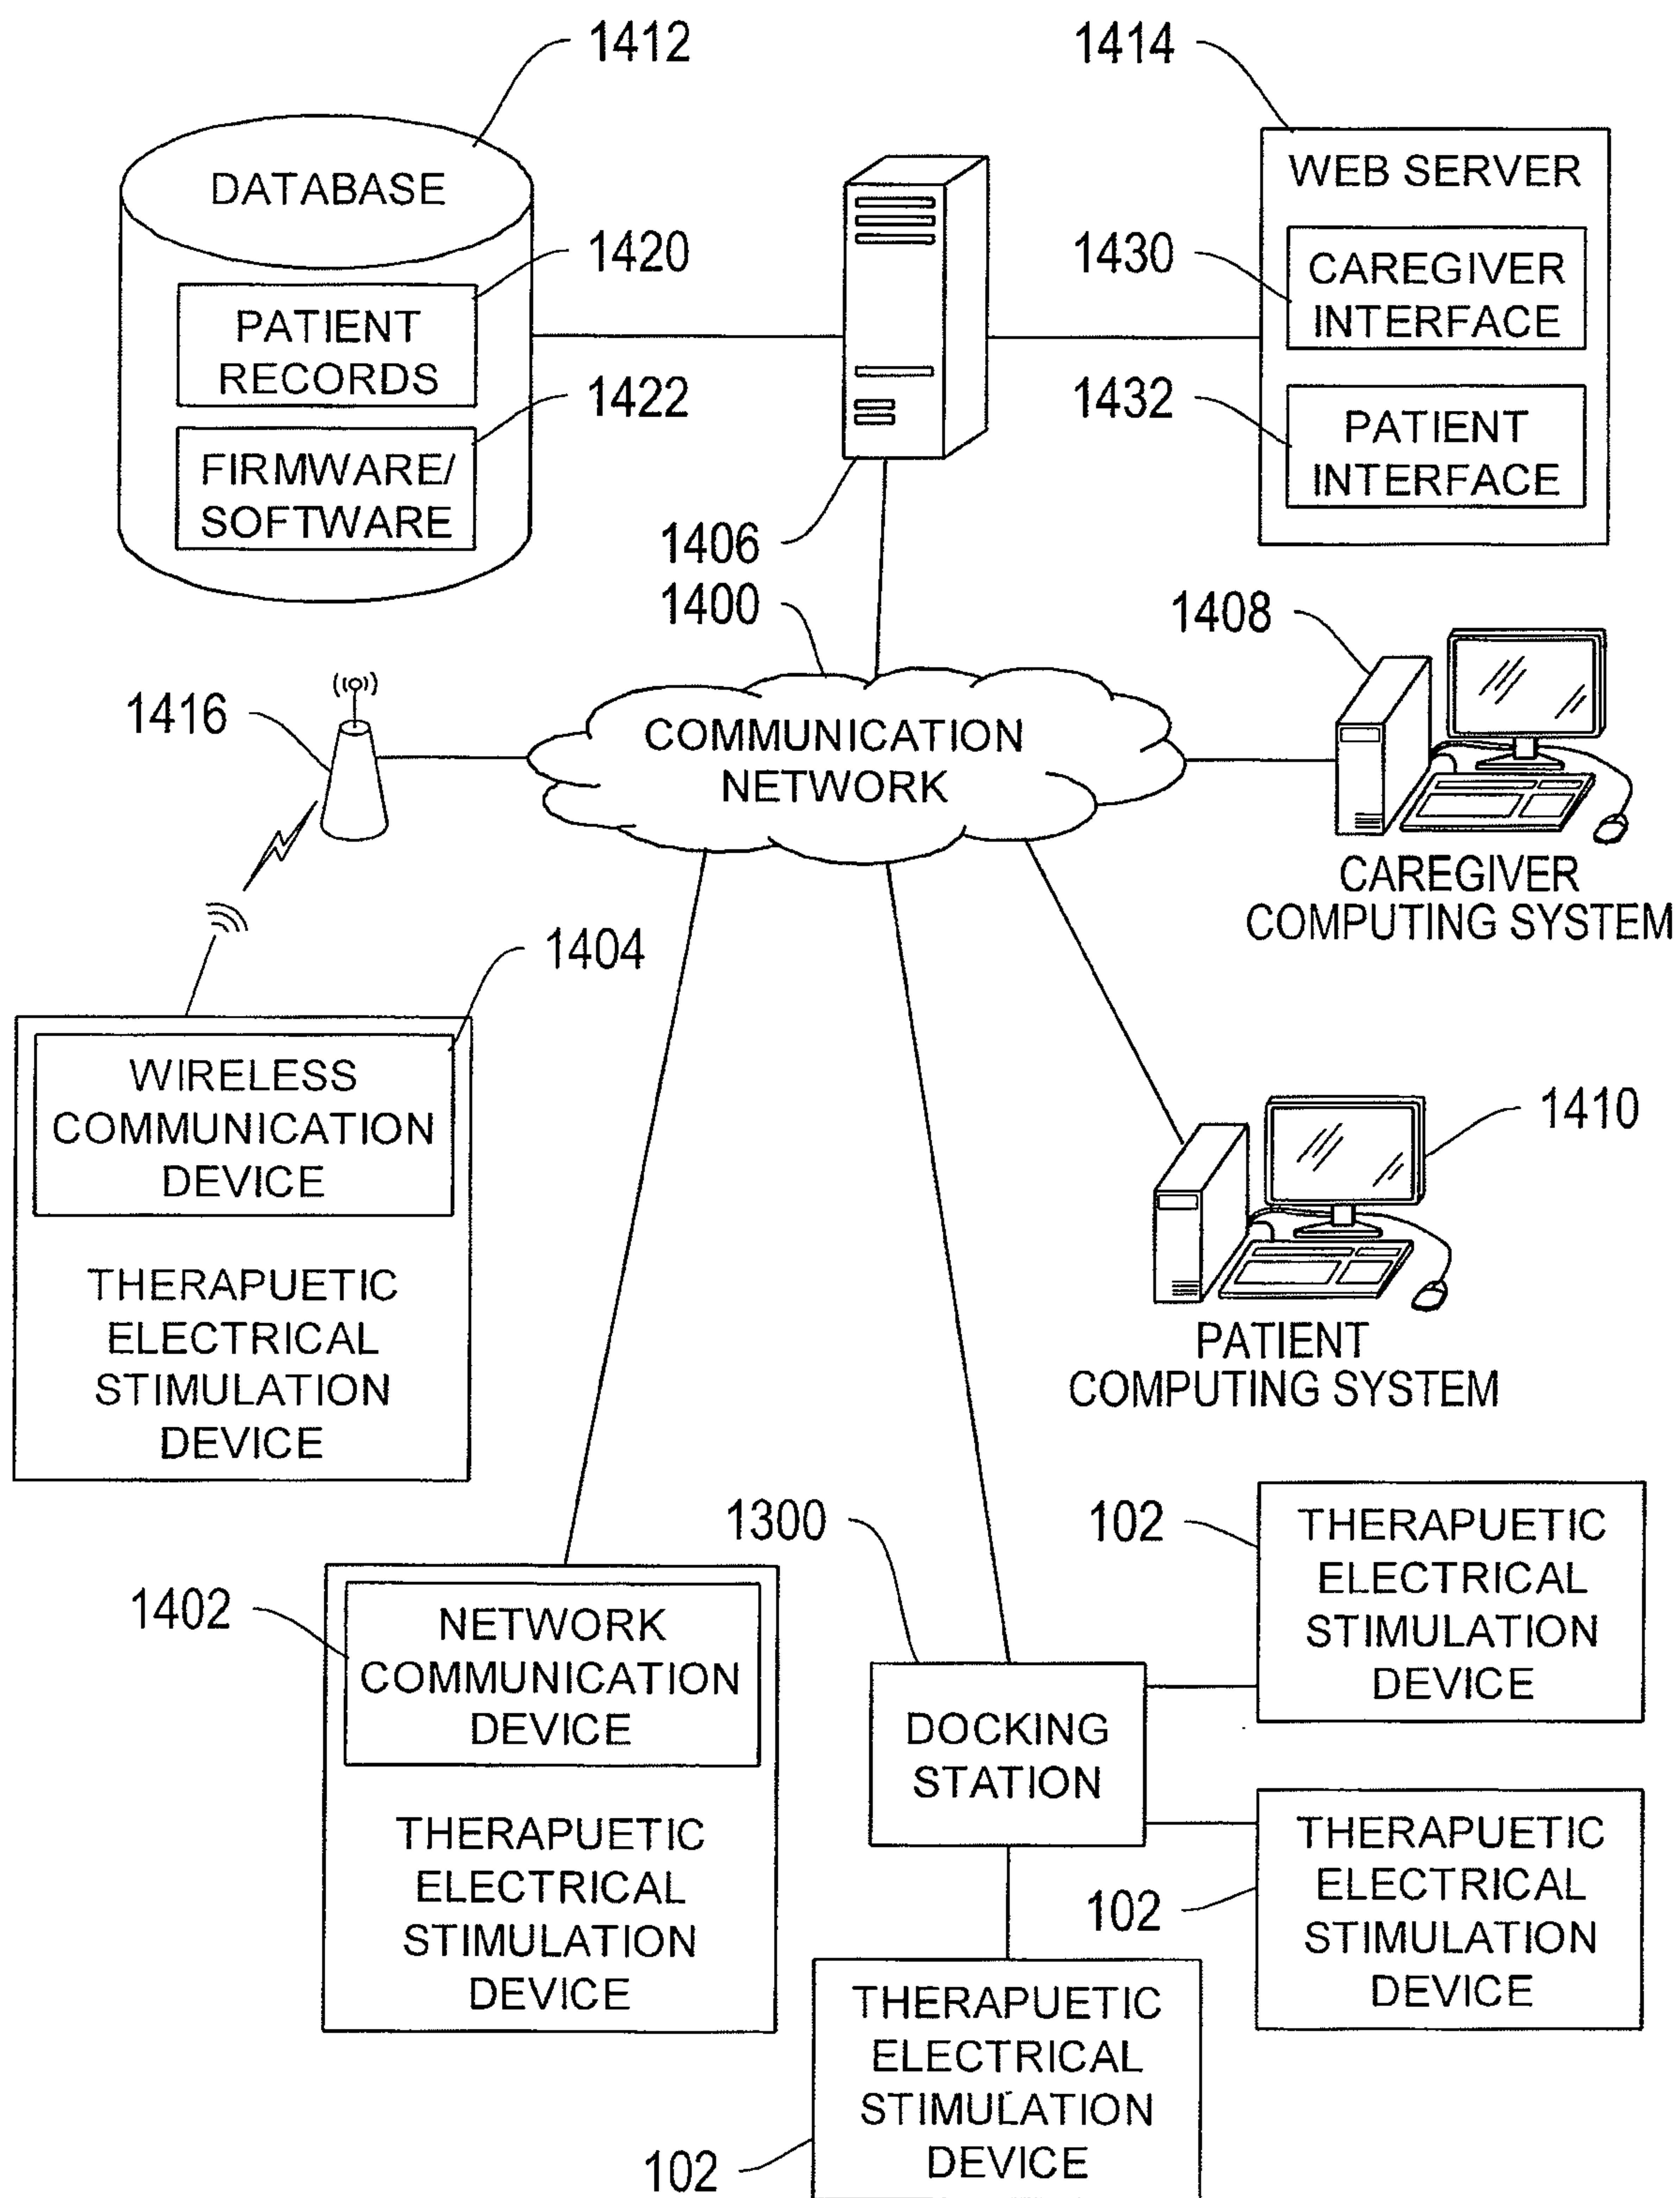 1412
1414
DATABASE
WEB SERVER
1420
1430
PATIENT
RECORDS
CAREGIVER
INTERFACE
1422
1432
FIRMWARE/
SOFTWARE
PATIENT
INTERFACE
1406
1400
1408
1416
COMMUNICATION
NETWORK
CAREGIVER
COMPUTING SYSTEM
1404
WIRELESS
COMMUNICATION
DEVICE
THERAPUETIC
ELECTRICAL
STIMULATION
DEVICE
1410
PATIENT
COMPUTING SYSTEM
1402
NETWORK
COMMUNICATION
DEVICE
THERAPUETIC
ELECTRICAL
STIMULATION
DEVICE
1300
DOCKING
STATION
102
THERAPUETIC
ELECTRICAL
STIMULATION
DEVICE
102
THERAPUETIC
ELECTRICAL
STIMULATION
DEVICE
102
THERAPUETIC
ELECTRICAL
STIMULATION
DEVICE